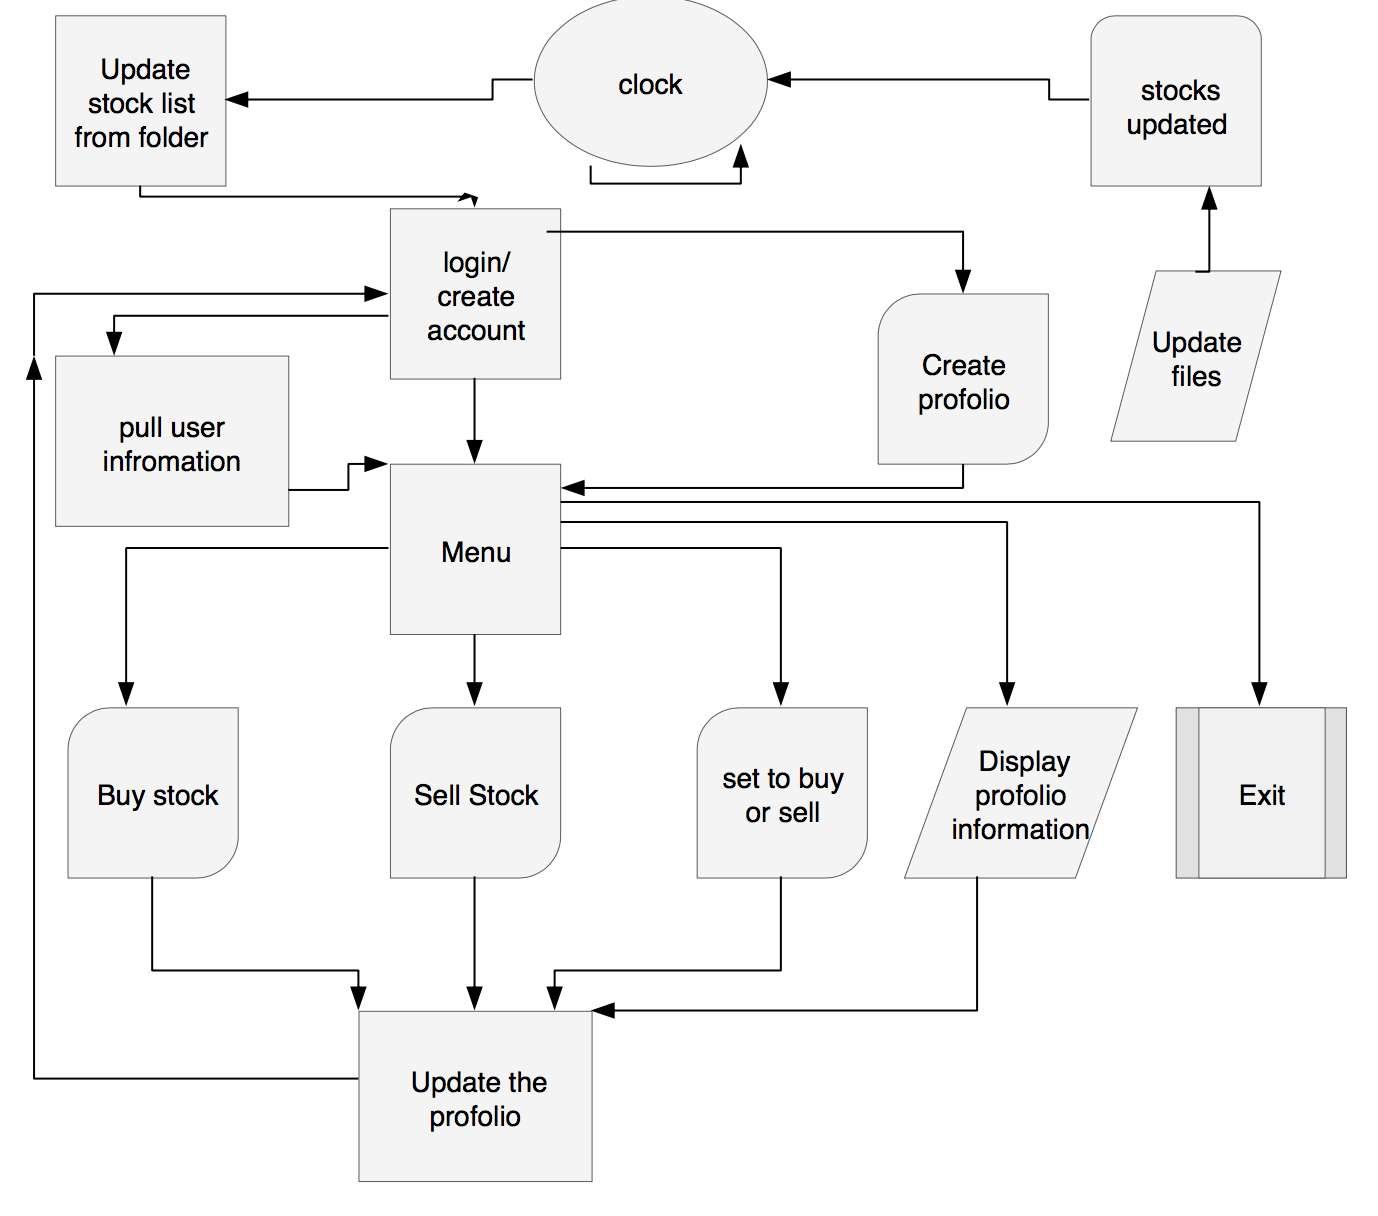 Update
stock list
from folder
clock
stocks
updated
login/
create
account
Create
profolio
Update
files
pull user
infromation
Menu
Buy stock
Sell Stock
set to buy
or sell
Display
profolio
information
Exit
Update the
profolio